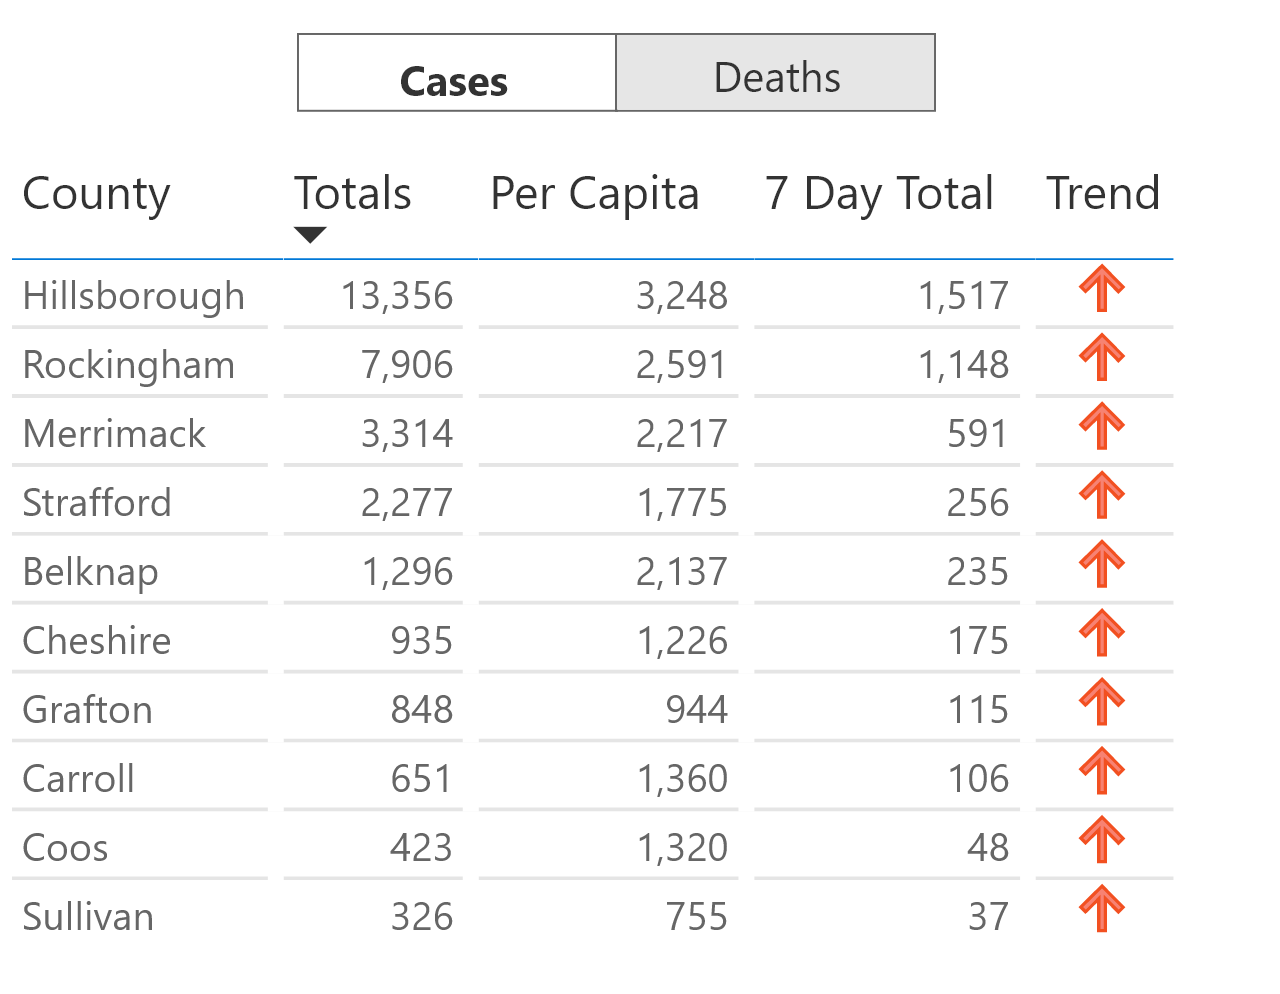 Cases Deaths
County Totals Per Capita 7 Day Total Trend
Hillsborough 13,356 3,248 1,517
Rockingham 7,906 2,591 1,148
Merrimack 3,314 2,217 591
Strafford 2,277 1,775 256
Belknap 1,296 2,137 235
Cheshire 935 1,226 175
Grafton 848 944 115
Carroll 651 1,360 106
Coos 423 1,320 48
Sullivan 326 755 37